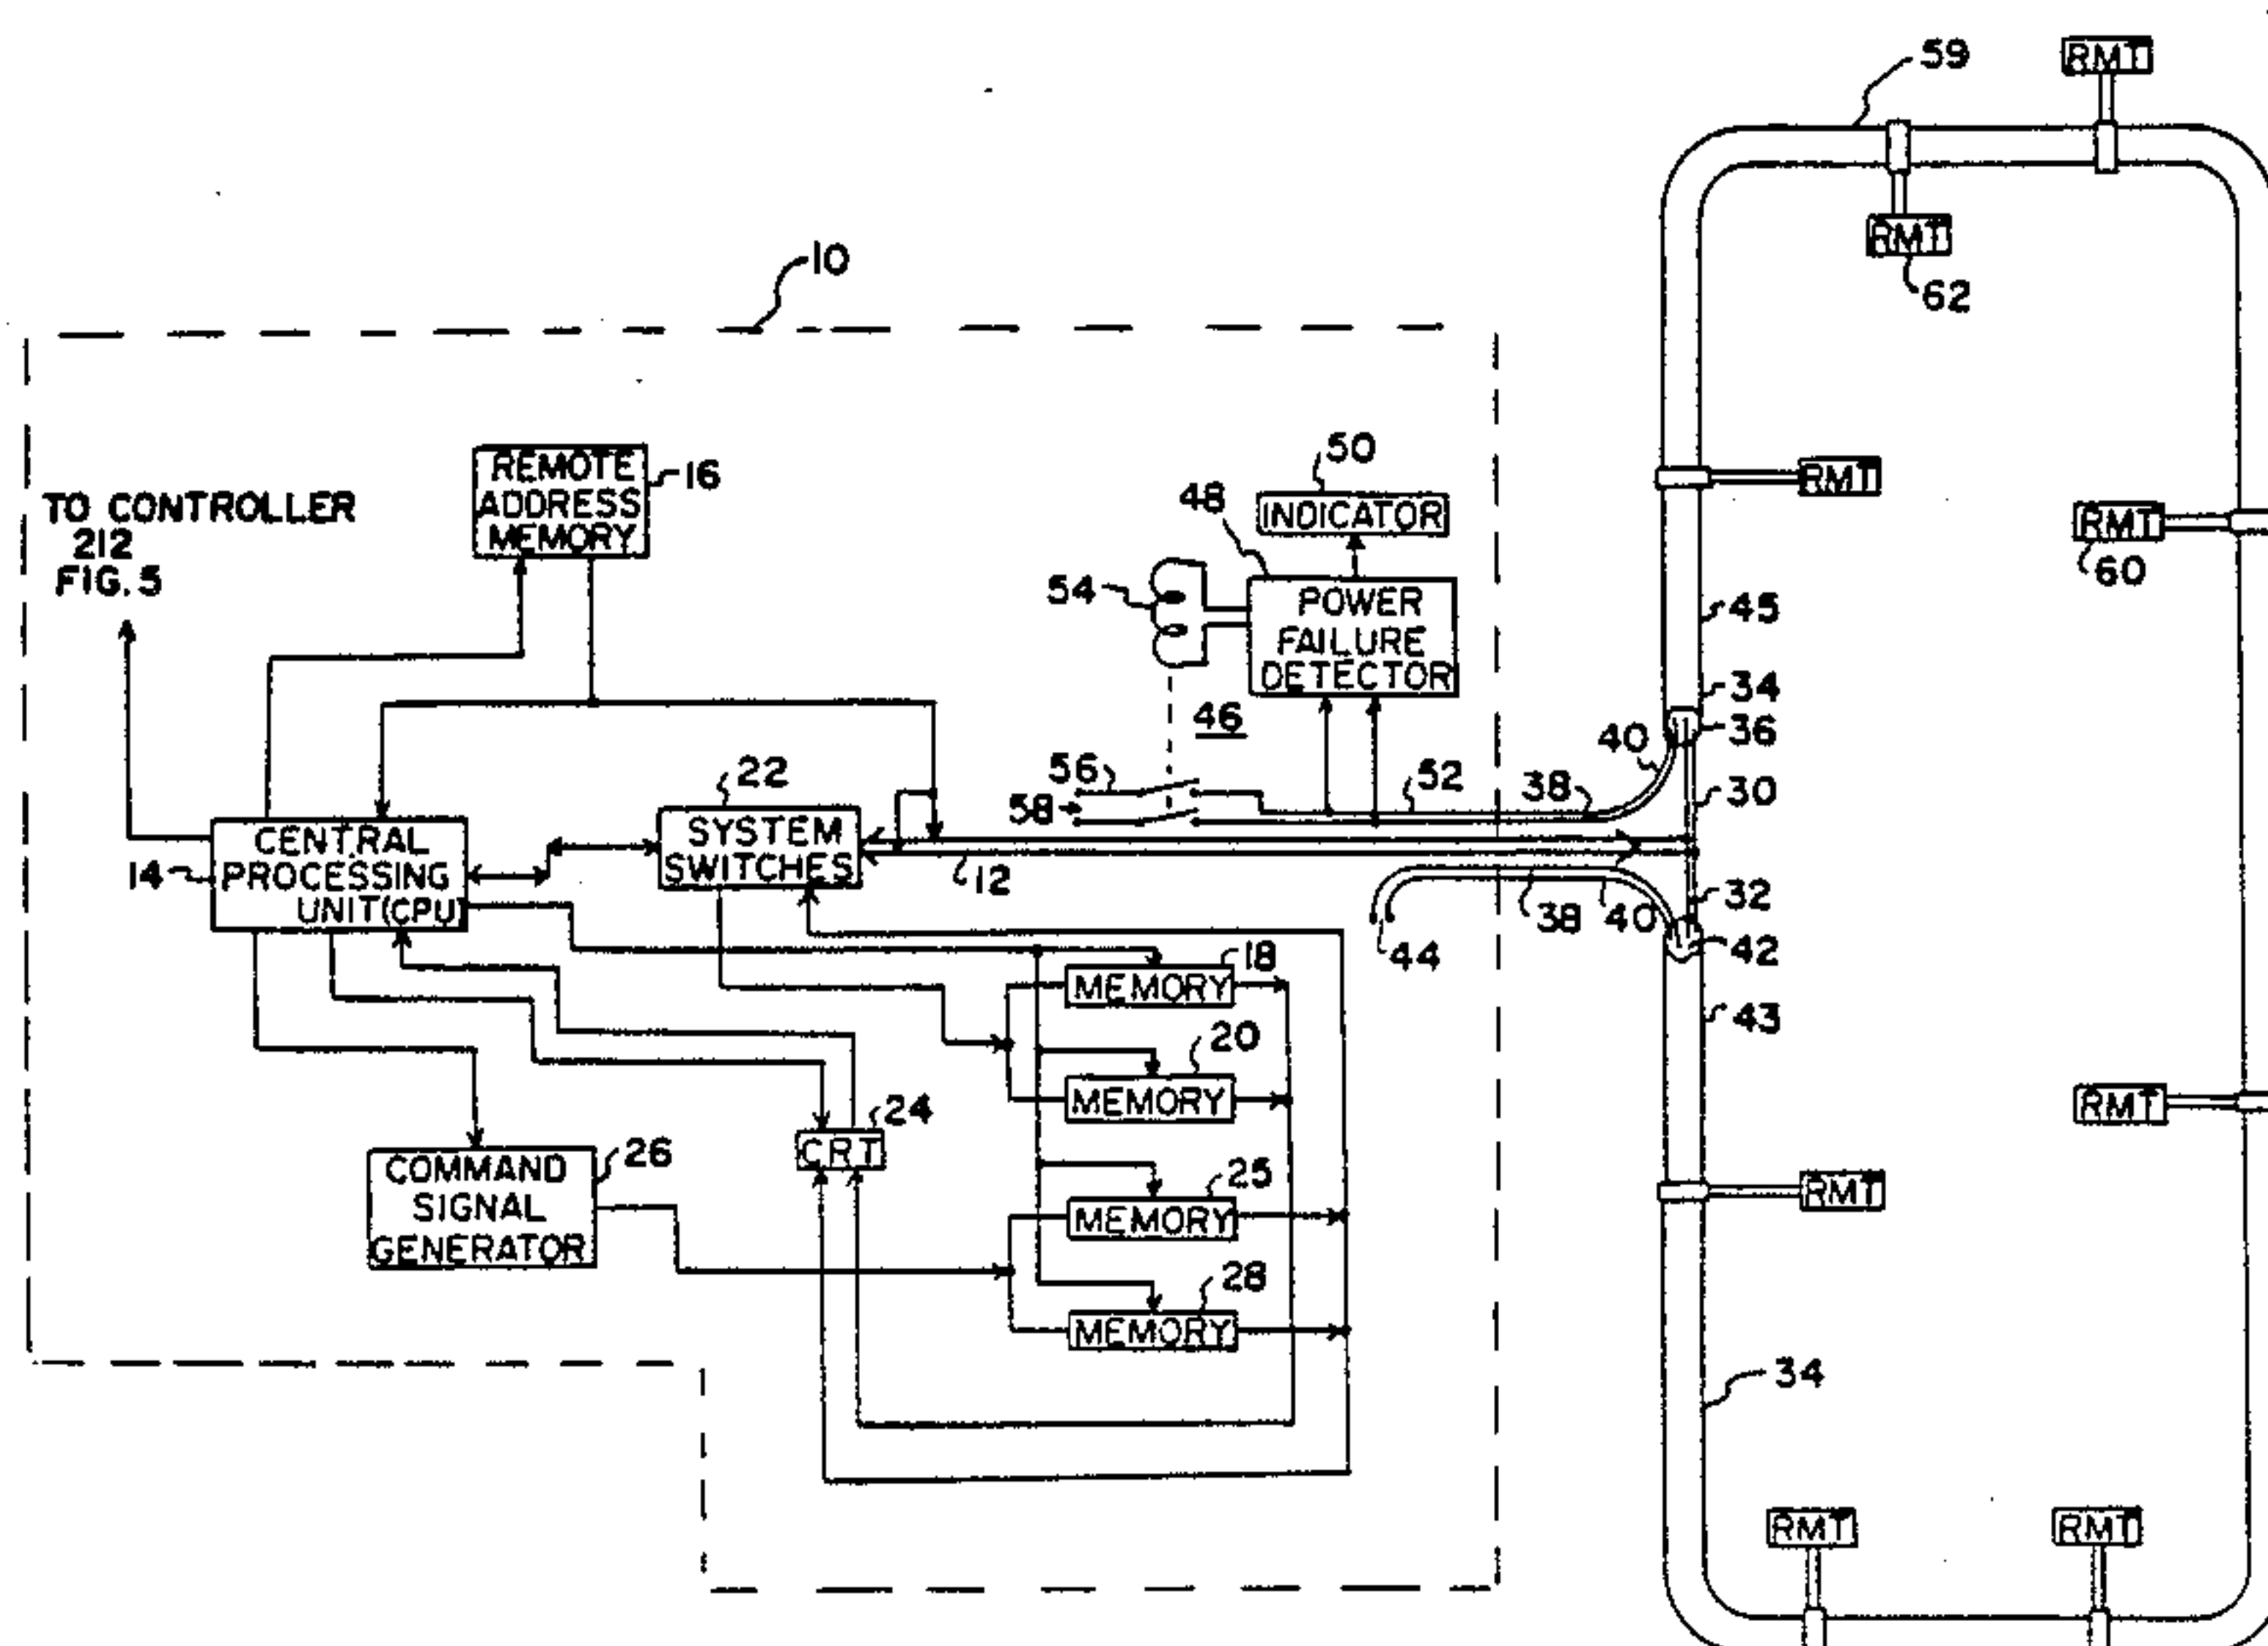 59
RMT
RMT
62
10
REMOTE
ADDRESS
MEMORY
16
TO CONTROLLER
212
FIG. 5
50
INDICATOR
48
54
POWER
FAILURE
DETECTOR
46
RMT
RMT
60
45
34
36
40
30
56
58
52
38
22
SYSTEM
SWITCHES
12
CENTRAL
PROCESSING
UNIT (CPU)
14
38
40
32
42
44
43
18
MEMORY
20
MEMORY
24
CRT
25
MEMORY
28
MEMORY
COMMAND
SIGNAL
GENERATOR
26
RMT
RMT
34
RMT
RMT